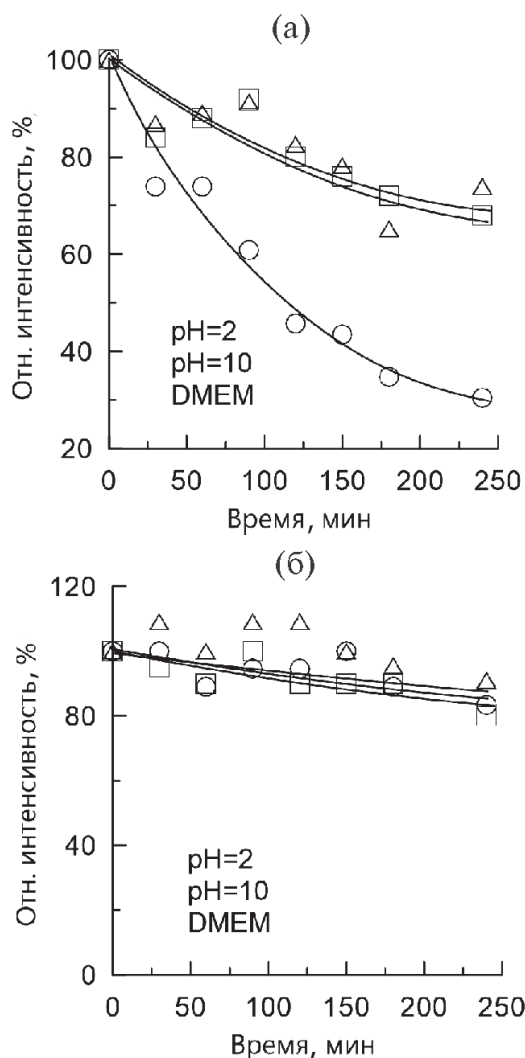 (а)
Отн. интенсивность, %
100
80
60
40
20
pH=2
pH=10
DMEM
0 50 100 150 200 250
Время, мин
(б)
Отн. интенсивность, %
120
80
40
0
pH=2
pH=10
DMEM
0 50 100 150 200 250
Время, мин